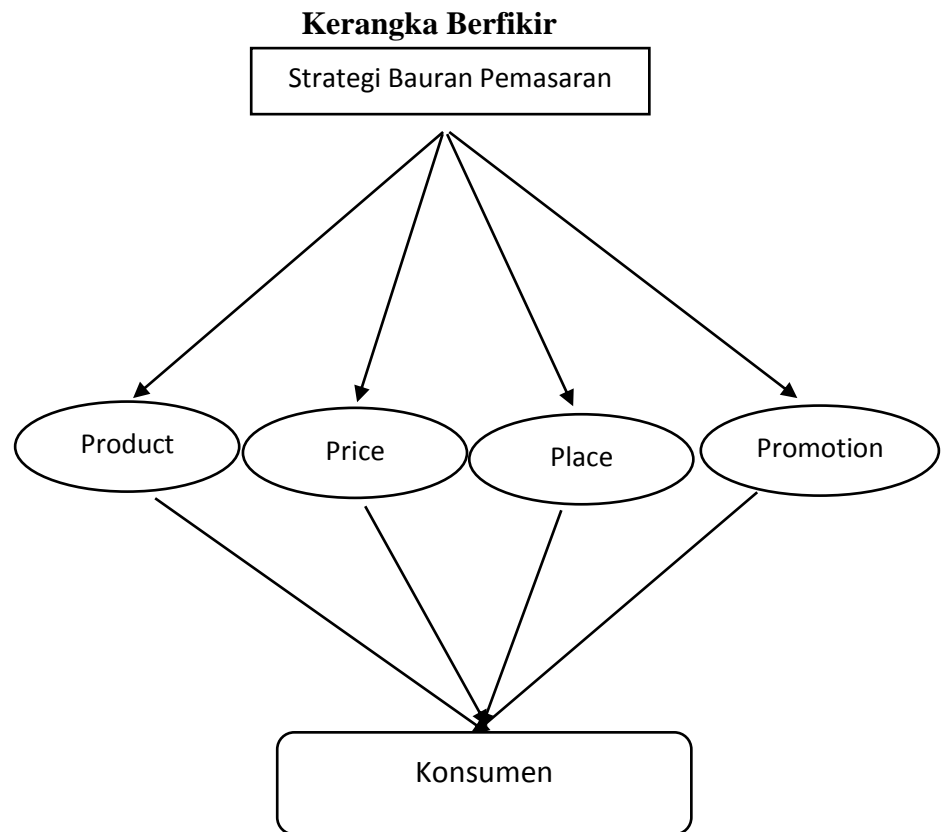 Kerangka Berfikir
Strategi Bauran Pemasaran
Product
Price
Place
Promotion
Konsumen